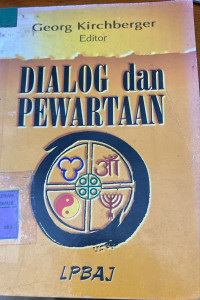 Georg Kirchberger
Editor
DIALOG dan
PEWARTAAN
LPBAJ